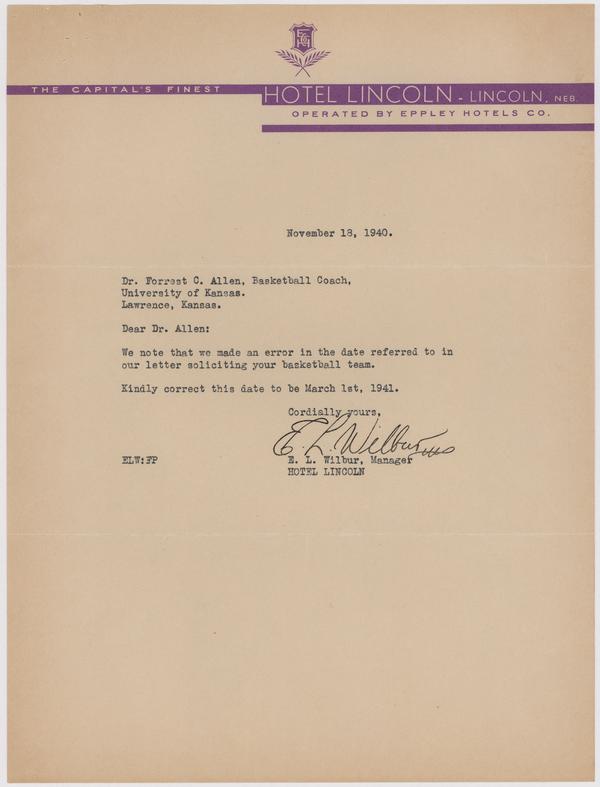 THE CAPITAL'S FINEST
HOTEL LINCOLN - LINCOLN, NEB.
OPERATED BY EPPLEY HOTELS CO.
November 18, 1940.
Dr. Forrest C. Allen, Basketball Coach,
University of Kansas.
Lawrence, Kansas.
Dear Dr. Allen:
We note that we made an error in the date referred to in
our letter soliciting your basketball team.
Kindly correct this date to be March 1st, 1941.
Cordially yours,
E. L. Wilbur
ELW:FP
E. L. Wilbur, Manager
HOTEL LINCOLN